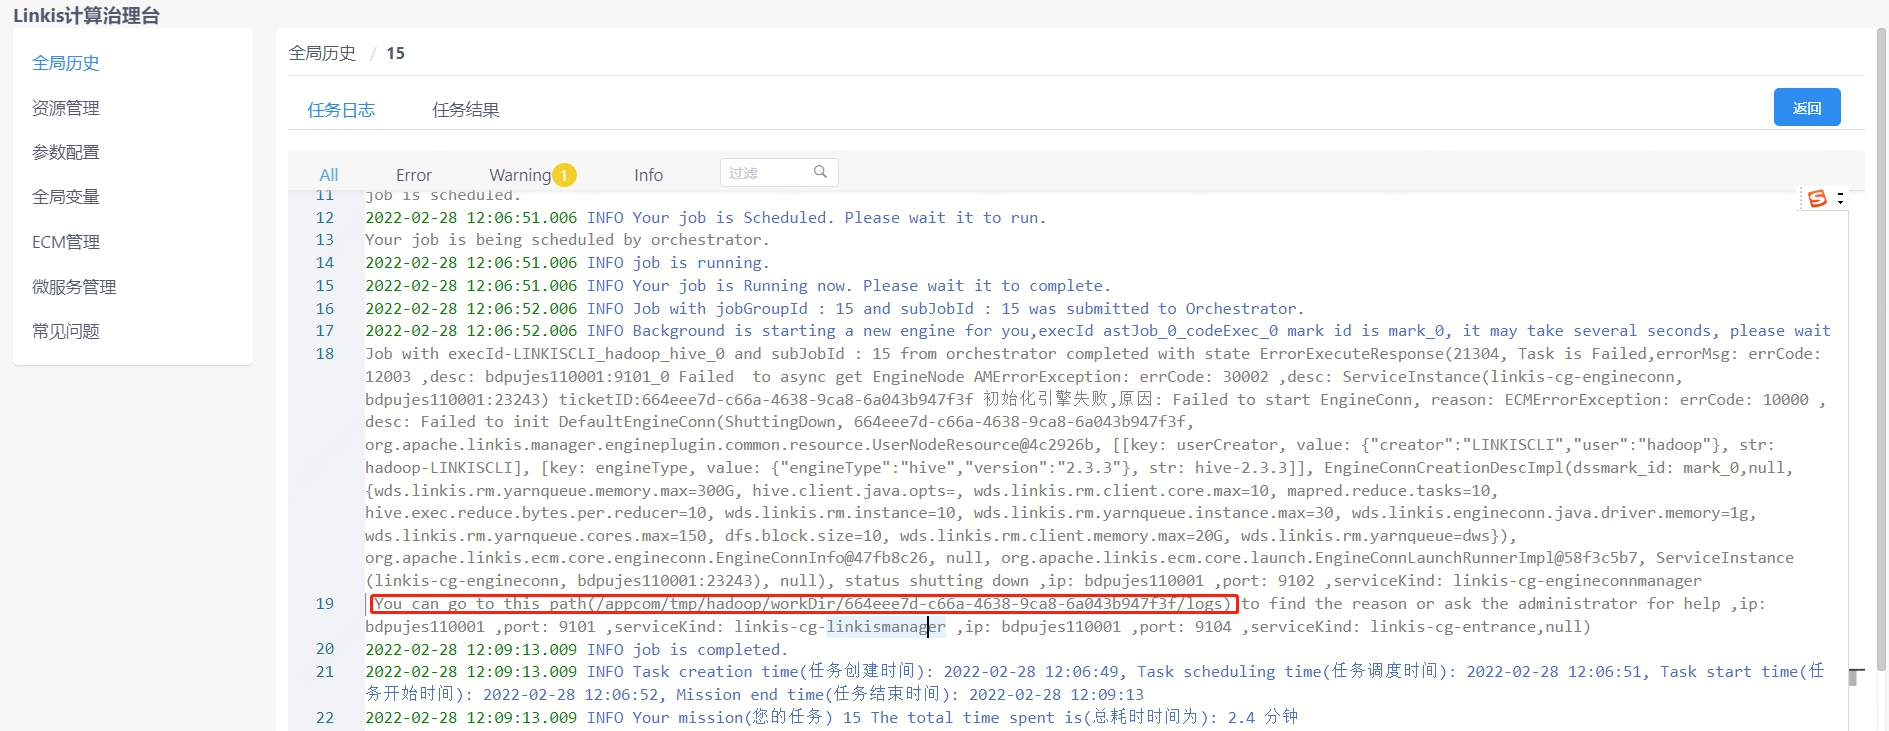 Linkis计算治理台
全局历史
资源管理
参数配置
全局变量
ECM管理
微服务管理
常见问题
全局历史 / 15
任务日志 任务结果
返回
All Error Warning 1 Info 过滤
11 job is scheduled.
12 2022-02-28 12:06:51.006 INFO Your job is Scheduled. Please wait it to run.
13 Your job is being scheduled by orchestrator.
14 2022-02-28 12:06:51.006 INFO job is running.
15 2022-02-28 12:06:51.006 INFO Your job is Running now. Please wait it to complete.
16 2022-02-28 12:06:52.006 INFO Job with jobGroupId : 15 and subJobId : 15 was submitted to Orchestrator.
17 2022-02-28 12:06:52.006 INFO Background is starting a new engine for you,execId astJob_0_codeExec_0 mark id is mark_0, it may take several seconds, please wait
18 Job with execId-LINKISCLI_hadoop_hive_0 and subJobId : 15 from orchestrator completed with state ErrorExecuteResponse(21304, Task is Failed,errorMsg: errCode:
12003 ,desc: bdpujes110001:9101_0 Failed  to async get EngineNode AMErrorException: errCode: 30002 ,desc: ServiceInstance(linkis-cg-engineconn,
bdpujes110001:23243) ticketID:664eee7d-c66a-4638-9ca8-6a043b947f3f 初始化引擎失败,原因: Failed to start EngineConn, reason: ECMErrorException: errCode: 10000 ,
desc: Failed to init DefaultEngineConn(ShuttingDown, 664eee7d-c66a-4638-9ca8-6a043b947f3f,
org.apache.linkis.manager.engineplugin.common.resource.UserNodeResource@4c2926b, [[key: userCreator, value: {"creator":"LINKISCLI","user":"hadoop"}, str:
hadoop-LINKISCLI], [key: engineType, value: {"engineType":"hive","version":"2.3.3"}, str: hive-2.3.3]], EngineConnCreationDescImpl(dssmark_id: mark_0,null,
{wds.linkis.rm.yarnqueue.memory.max=300G, hive.client.java.opts=, wds.linkis.rm.client.core.max=10, mapred.reduce.tasks=10,
hive.exec.reduce.bytes.per.reducer=10, wds.linkis.rm.instance=10, wds.linkis.rm.yarnqueue.instance.max=30, wds.linkis.engineconn.java.driver.memory=1g,
wds.linkis.rm.yarnqueue.cores.max=150, dfs.block.size=10, wds.linkis.rm.client.memory.max=20G, wds.linkis.rm.yarnqueue=dws}),
org.apache.linkis.ecm.core.engineconn.EngineConnInfo@47fb8c26, null, org.apache.linkis.ecm.core.launch.EngineConnLaunchRunnerImpl@58f3c5b7, ServiceInstance
(linkis-cg-engineconn, bdpujes110001:23243), null), status shutting down ,ip: bdpujes110001 ,port: 9102 ,serviceKind: linkis-cg-engineconnmanager
19 You can go to this path(/appcom/tmp/hadoop/workDir/664eee7d-c66a-4638-9ca8-6a043b947f3f/logs) to find the reason or ask the administrator for help ,ip:
bdpujes110001 ,port: 9101 ,serviceKind: linkis-cg-linkismanager ,ip: bdpujes110001 ,port: 9104 ,serviceKind: linkis-cg-entrance,null)
20 2022-02-28 12:09:13.009 INFO job is completed.
21 2022-02-28 12:09:13.009 INFO Task creation time(任务创建时间): 2022-02-28 12:06:49, Task scheduling time(任务调度时间): 2022-02-28 12:06:51, Task start time(任
务开始时间): 2022-02-28 12:06:52, Mission end time(任务结束时间): 2022-02-28 12:09:13
22 2022-02-28 12:09:13.009 INFO Your mission(您的任务) 15 The total time spent is(总耗时时间为): 2.4 分钟